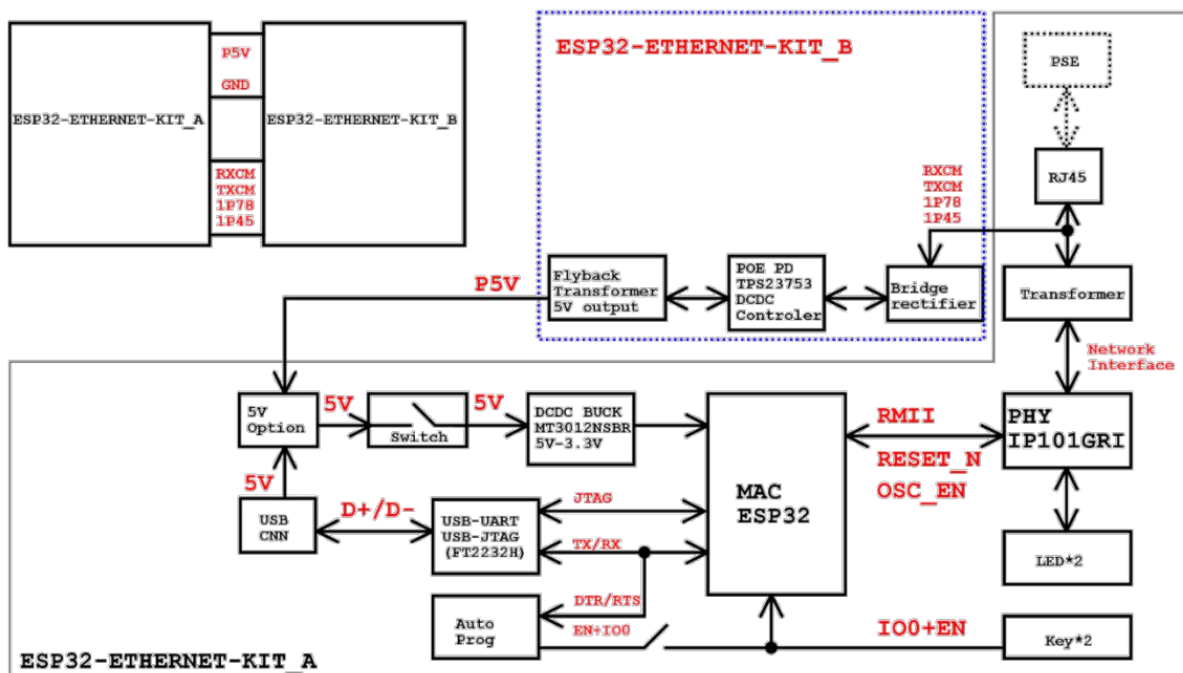 P5V
GND
ESP32-ETHERNET-KIT_A
ESP32-ETHERNET-KIT_B
RXCM
TXCM
1P78
1P45
ESP32-ETHERNET-KIT_B
PSE
RJ45
RXCM
TXCM
1P78
1P45
P5V
Flyback
Transformer
5V output
POE PD
TPS23753
DCDC
Controler
Bridge
rectifier
Transformer
Network
Interface
5V
Option
5V
Switch
5V
DCDC BUCK
MT3012NSBR
5V-3.3V
MAC
ESP32
RMII
RESET_N
OSC_EN
PHY
IP101GRI
5V
USB
CNN
D+/D-
USB-UART
USB-JTAG
(FT2232H)
JTAG
TX/RX
LED*2
DTR/RTS
Auto
Prog
EN+IO0
IO0+EN
Key*2
ESP32-ETHERNET-KIT_A